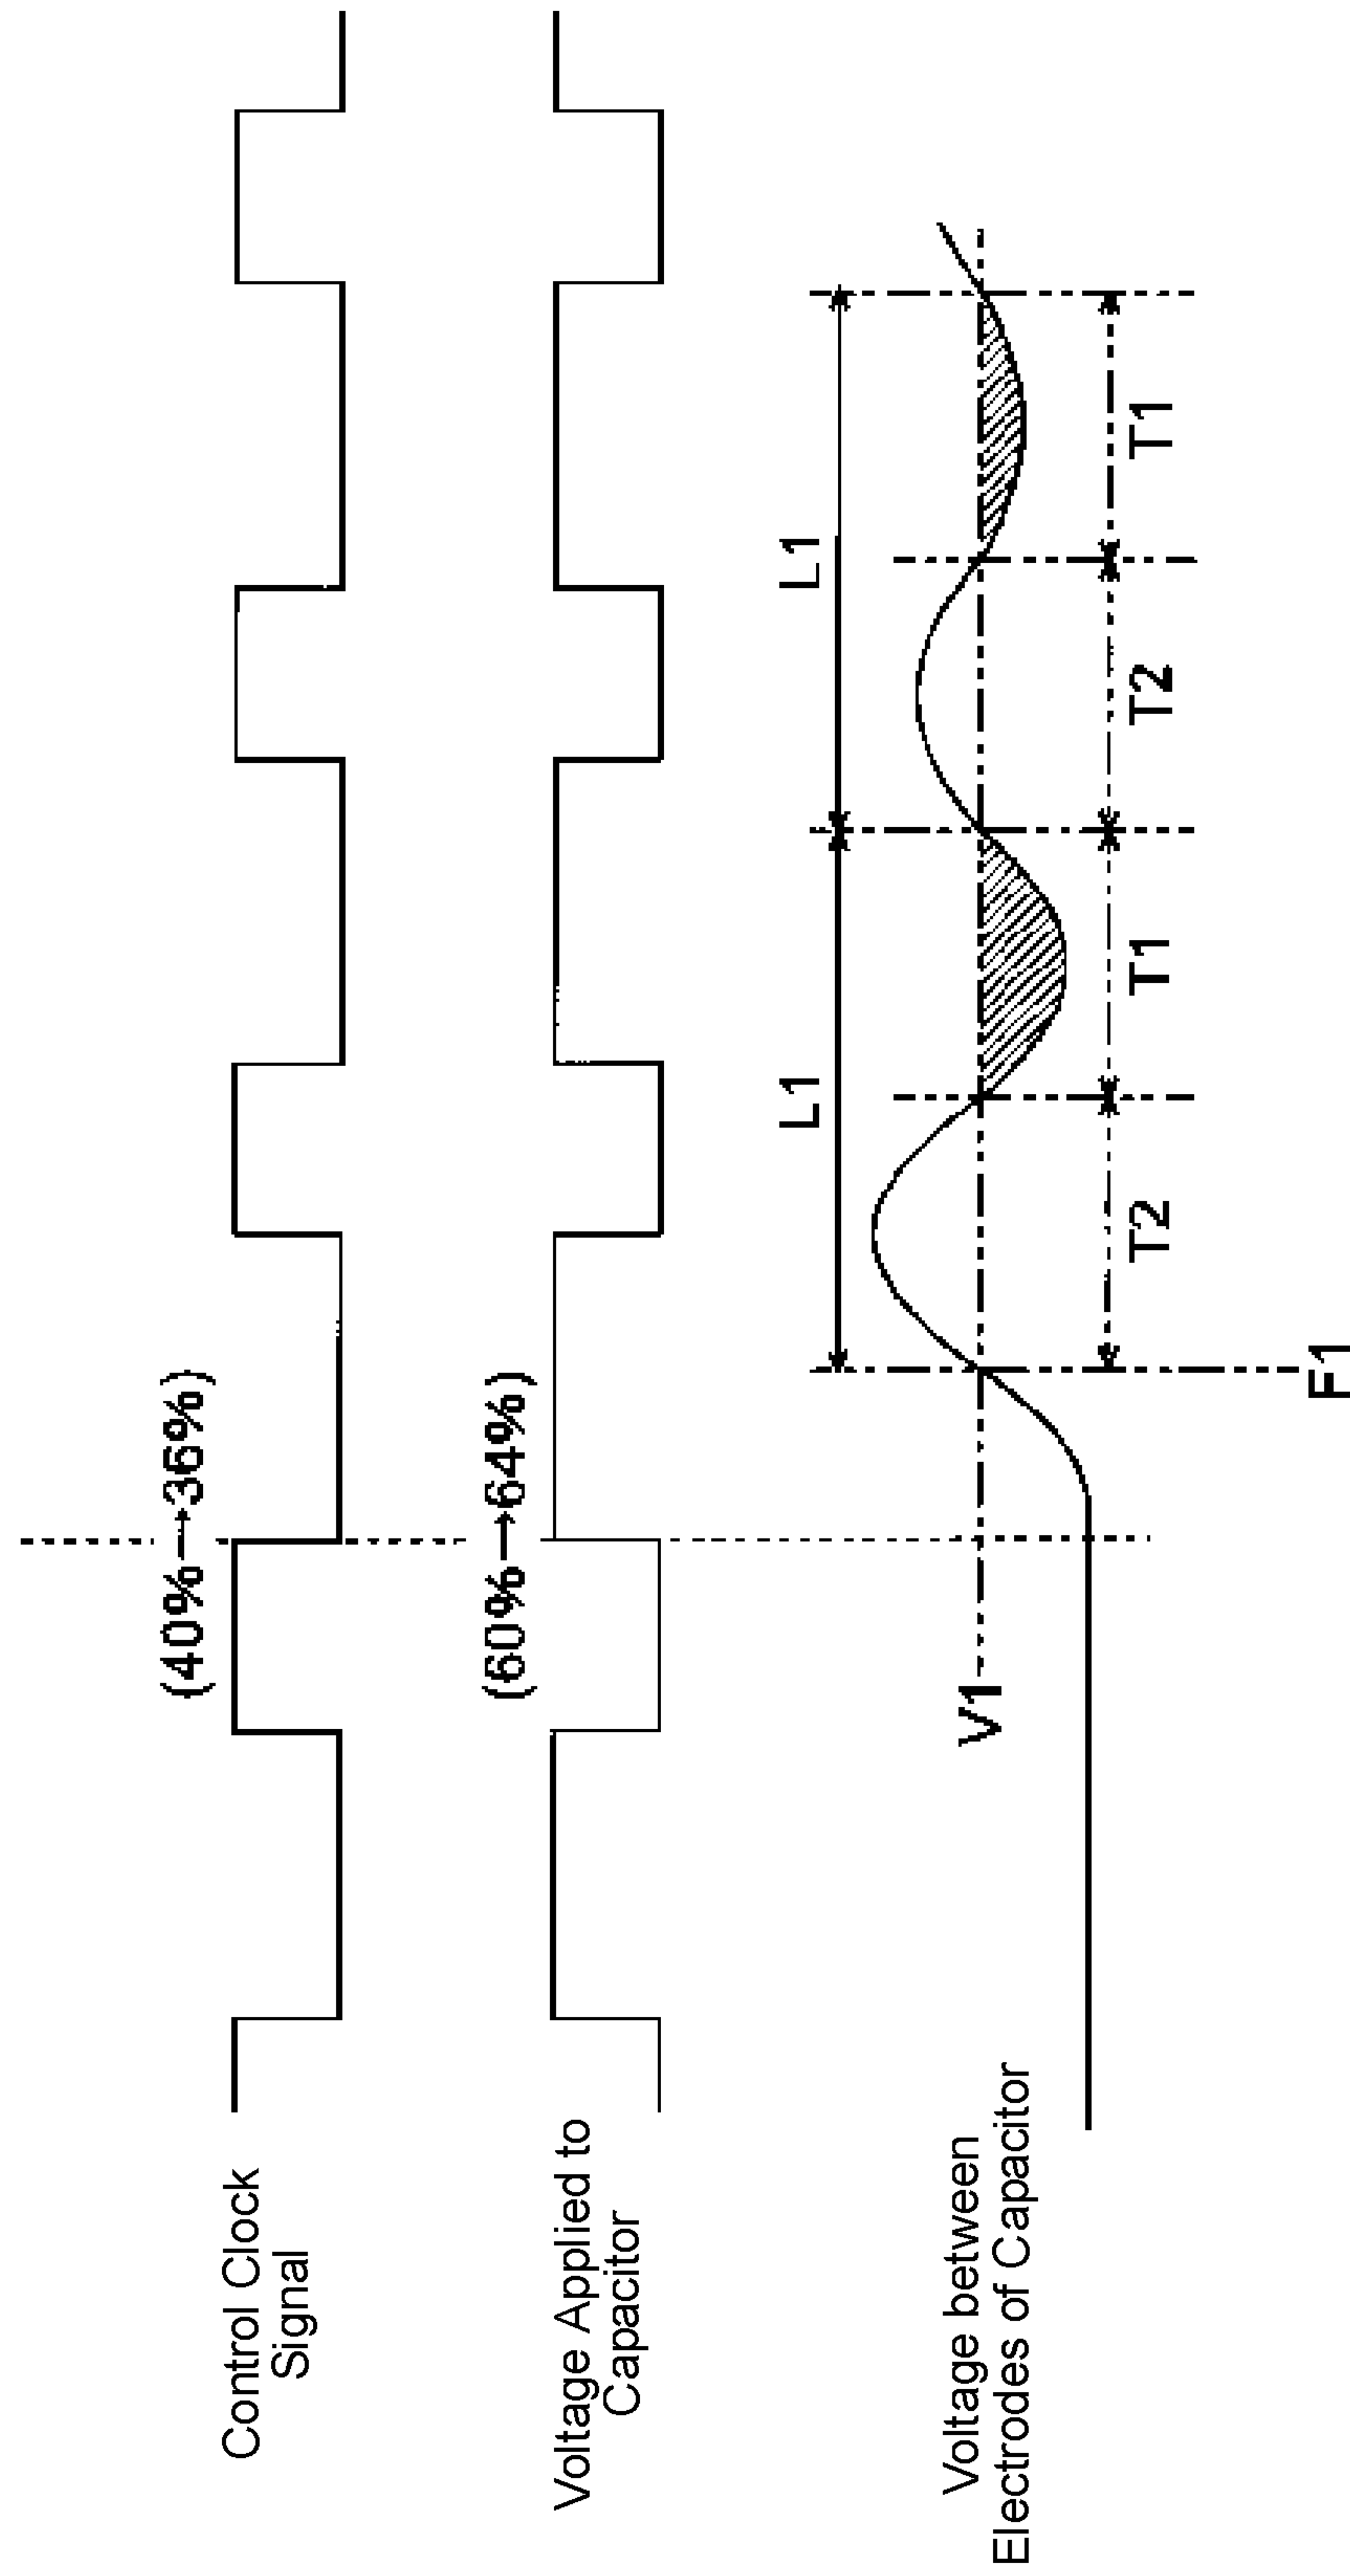 Control Clock
Signal
(40%→36%)
Voltage Applied to
Capacitor
(60%→64%)
Voltage between
Electrodes of Capacitor
V1
L1
L1
T2
T1
T2
T1
F1